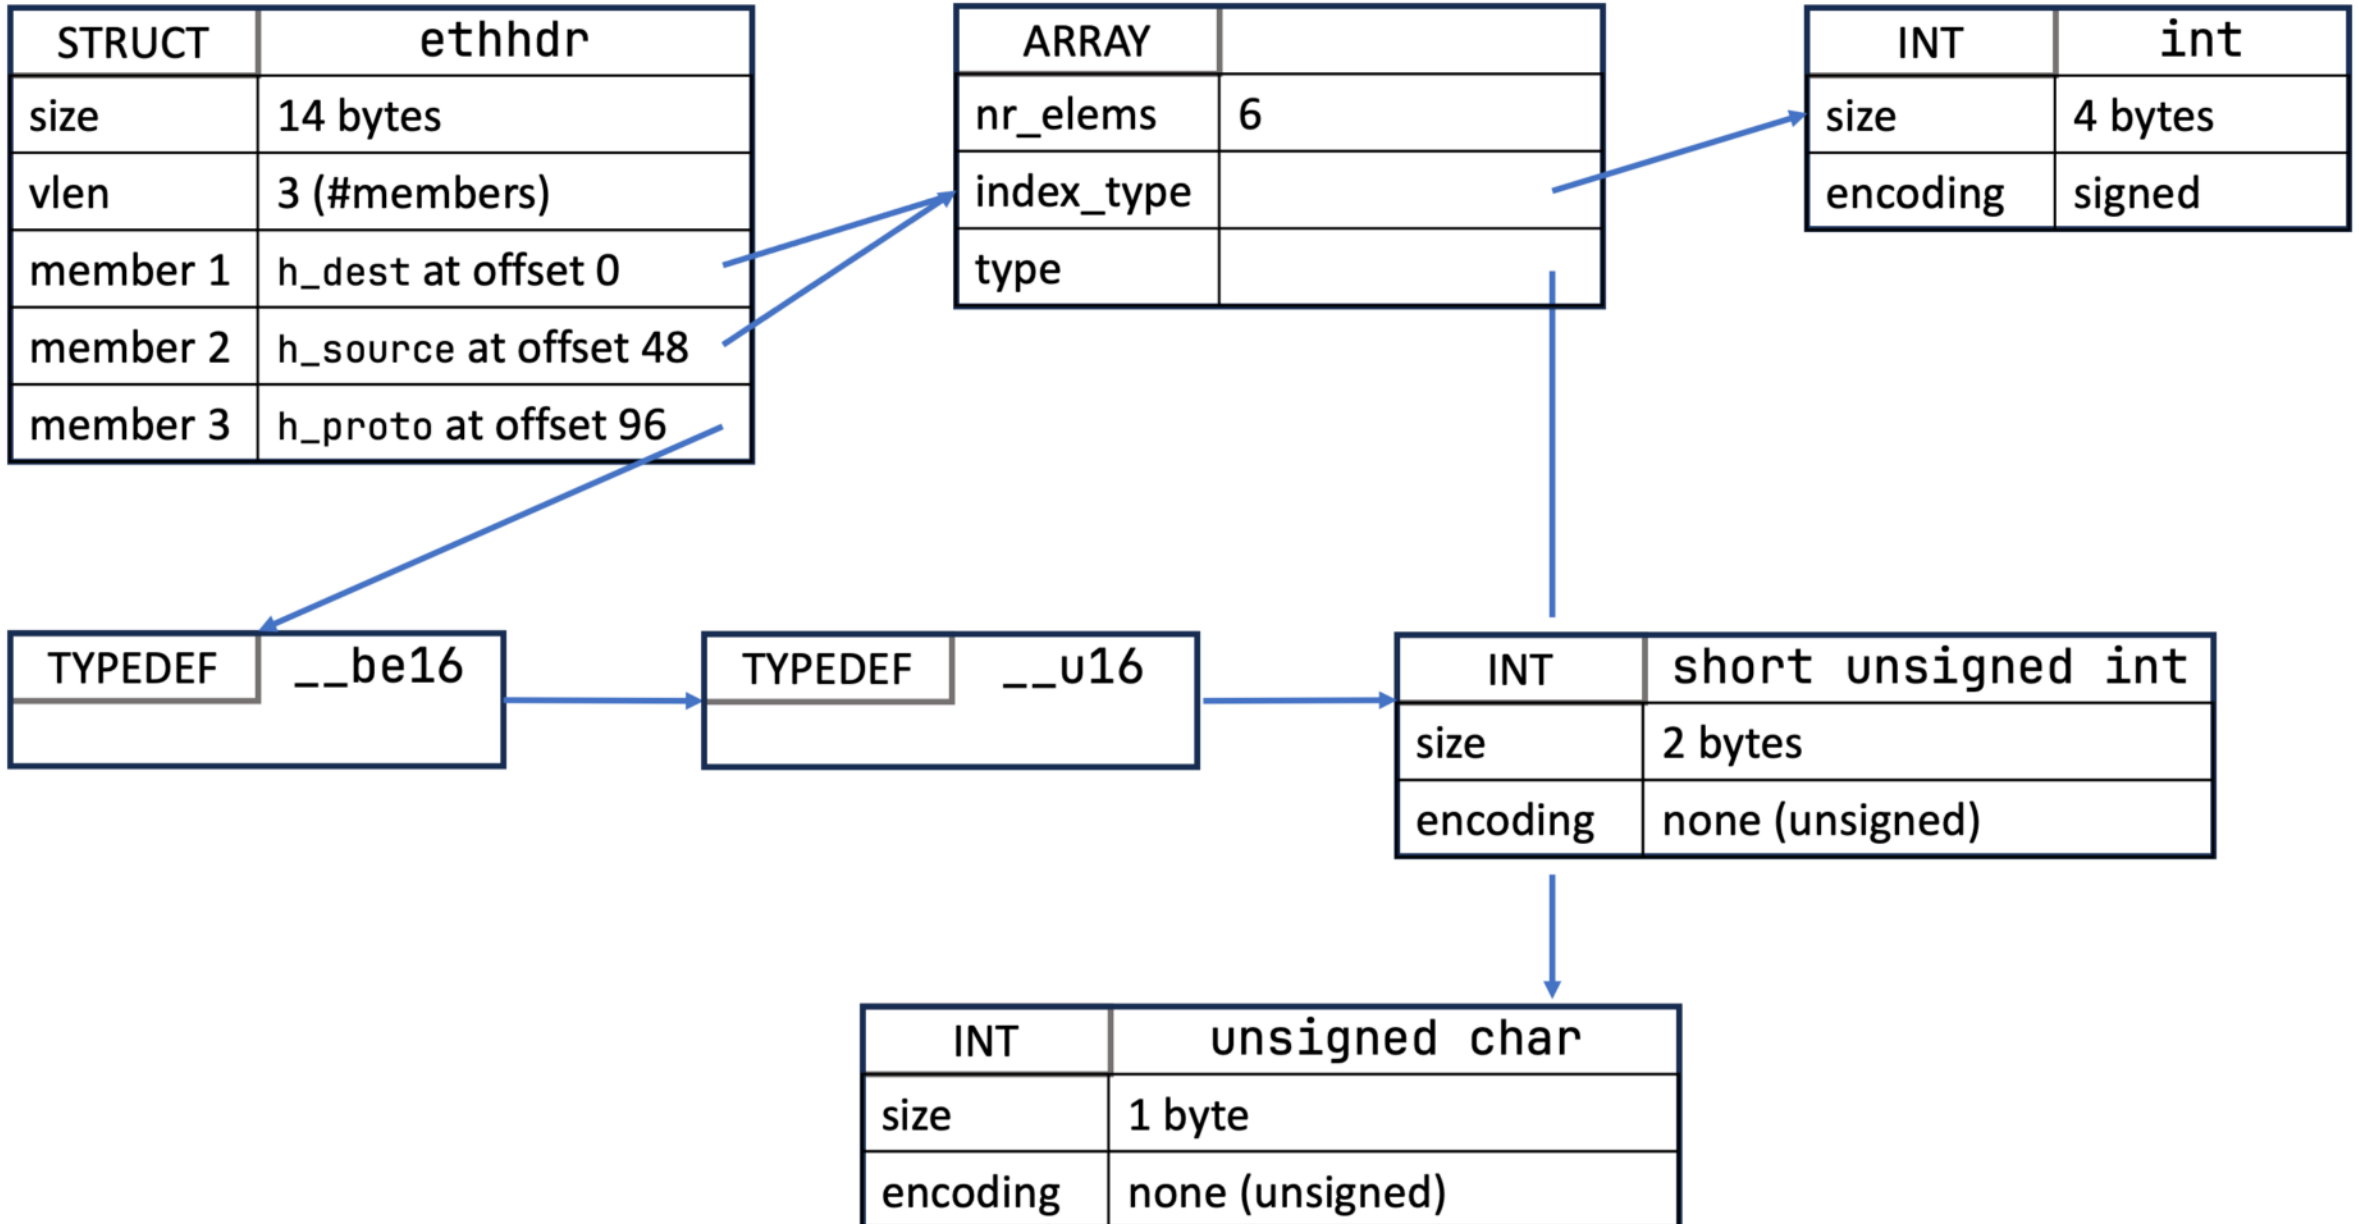 STRUCT ethhdr
size 14 bytes
vlen 3 (#members)
member 1 h_dest at offset 0
member 2 h_source at offset 48
member 3 h_proto at offset 96
ARRAY
nr_elems 6
index_type
type
INT int
size 4 bytes
encoding signed
TYPEDEF __be16
TYPEDEF __u16
INT short unsigned int
size 2 bytes
encoding none (unsigned)
INT unsigned char
size 1 byte
encoding none (unsigned)